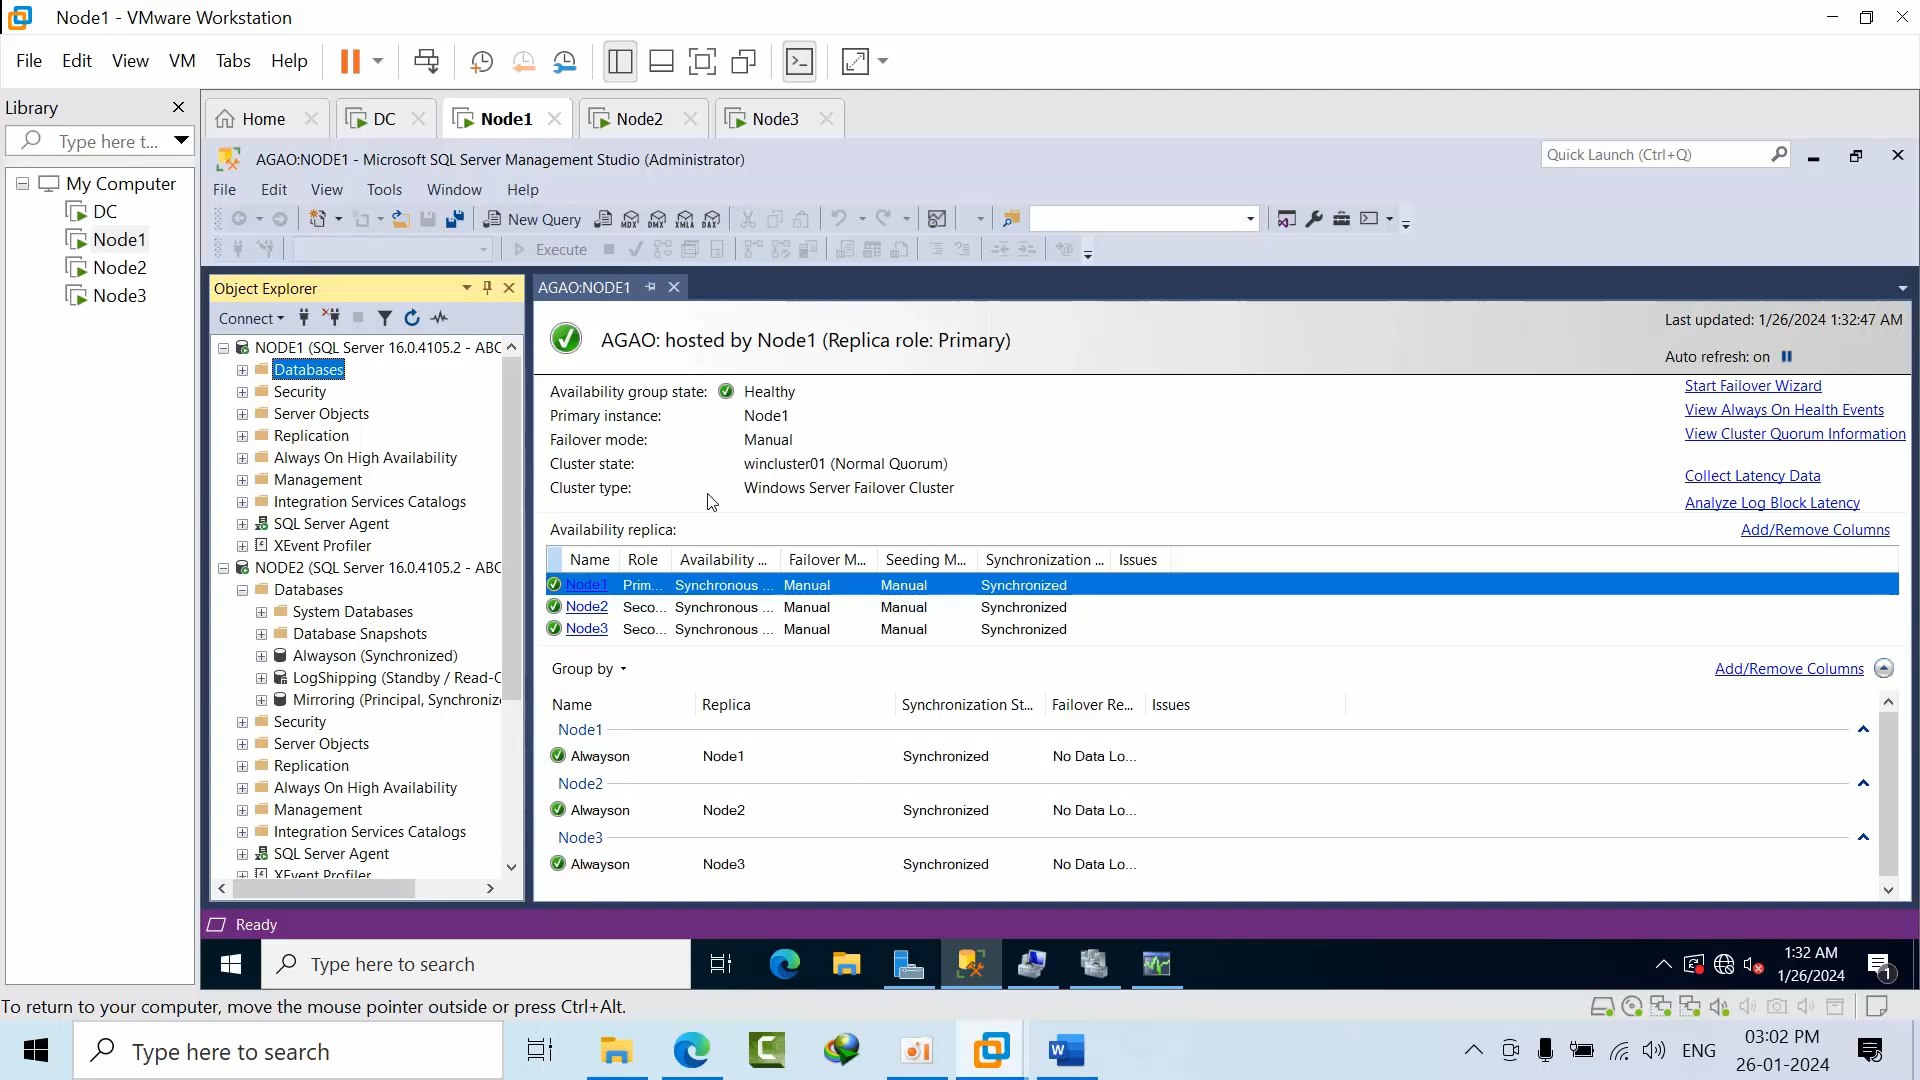 Node1 - VMware Workstation
File Edit View VM Tabs Help
Library
Type here t...
My Computer
DC
Node1
Node2
Node3
Home DC Node1 Node2 Node3
AGAO:NODE1 - Microsoft SQL Server Management Studio (Administrator)
Quick Launch (Ctrl+Q)
File Edit View Tools Window Help
New Query MDX DMX XMLA DAX
Execute
Object Explorer
Connect
NODE1 (SQL Server 16.0.4105.2 - ABC
Databases
Security
Server Objects
Replication
Always On High Availability
Management
Integration Services Catalogs
SQL Server Agent
XEvent Profiler
NODE2 (SQL Server 16.0.4105.2 - ABC
Databases
System Databases
Database Snapshots
Alwayson (Synchronized)
LogShipping (Standby / Read-O
Mirroring (Principal, Synchronize
Security
Server Objects
Replication
Always On High Availability
Management
Integration Services Catalogs
SQL Server Agent
XEvent Profiler
AGAO:NODE1
Last updated: 1/26/2024 1:32:47 AM
AGAO: hosted by Node1 (Replica role: Primary)
Auto refresh: on
Availability group state: Healthy
Primary instance: Node1
Failover mode: Manual
Cluster state: wincluster01 (Normal Quorum)
Cluster type: Windows Server Failover Cluster
Start Failover Wizard
View Always On Health Events
View Cluster Quorum Information
Collect Latency Data
Analyze Log Block Latency
Availability replica:
Add/Remove Columns
Name Role Availability ... Failover M... Seeding M... Synchronization ... Issues
Node1 Prim... Synchronous ... Manual Manual Synchronized
Node2 Seco... Synchronous ... Manual Manual Synchronized
Node3 Seco... Synchronous ... Manual Manual Synchronized
Group by
Add/Remove Columns
Name Replica Synchronization St... Failover Re... Issues
Node1
Alwayson Node1 Synchronized No Data Lo...
Node2
Alwayson Node2 Synchronized No Data Lo...
Node3
Alwayson Node3 Synchronized No Data Lo...
Ready
Type here to search
1:32 AM
1/26/2024
1
To return to your computer, move the mouse pointer outside or press Ctrl+Alt.
Type here to search
ENG
03:02 PM
26-01-2024